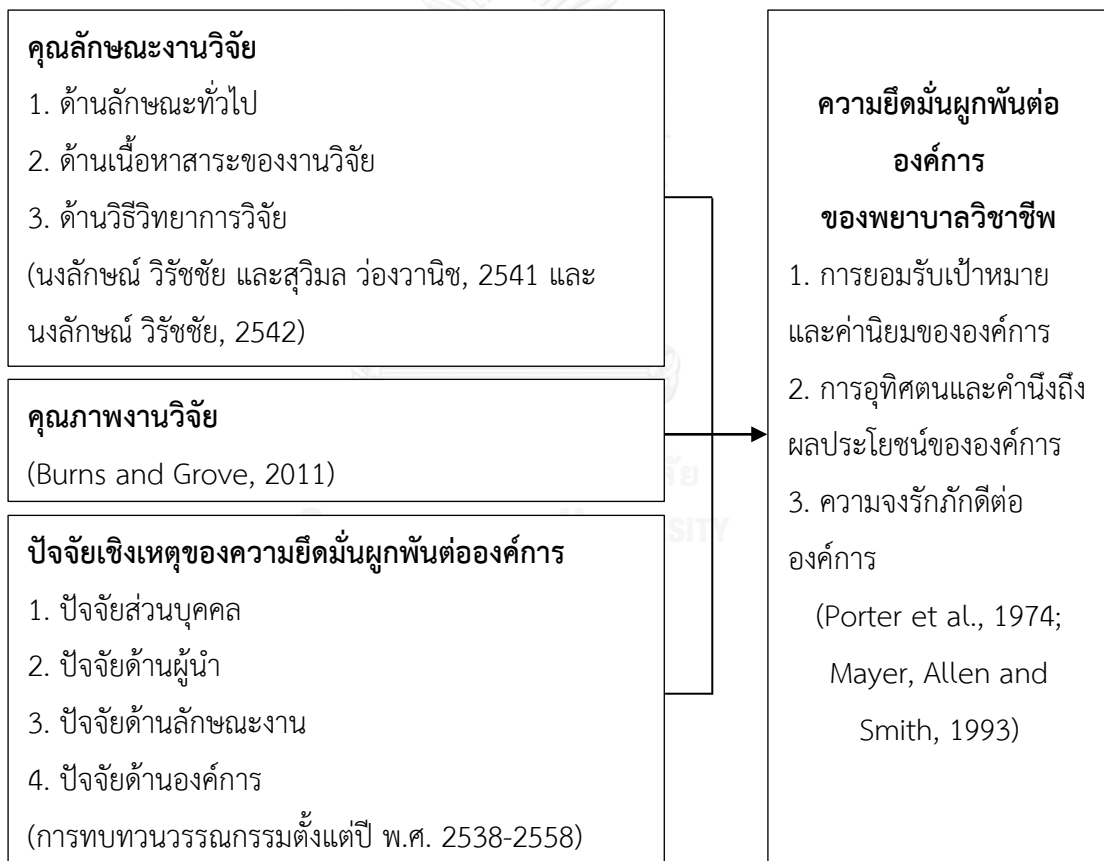 คุณลักษณะงานวิจัย
1. ด้านลักษณะทั่วไป
2. ด้านเนื้อหาสาระของงานวิจัย
3. ด้านวิธีวิทยาการวิจัย
(นงลักษณ์ วิรัชชัย และสุวิมล ว่องวานิช, 2541 และ
นงลักษณ์ วิรัชชัย, 2542)
คุณภาพงานวิจัย
(Burns and Grove, 2011)
ปัจจัยเชิงเหตุของความยึดมั่นผูกพันต่อองค์การ
1. ปัจจัยส่วนบุคคล
2. ปัจจัยด้านผู้นำ
3. ปัจจัยด้านลักษณะงาน
4. ปัจจัยด้านองค์การ
(การทบทวนวรรณกรรมตั้งแต่ปี พ.ศ. 2538-2558)
ความยึดมั่นผูกพันต่อ
องค์การ
ของพยาบาลวิชาชีพ
1. การยอมรับเป้าหมาย
และค่านิยมขององค์การ
2. การอุทิศตนและคำนึงถึง
ผลประโยชน์ขององค์การ
3. ความจงรักภักดีต่อ
องค์การ
(Porter et al., 1974;
Mayer, Allen and
Smith, 1993)